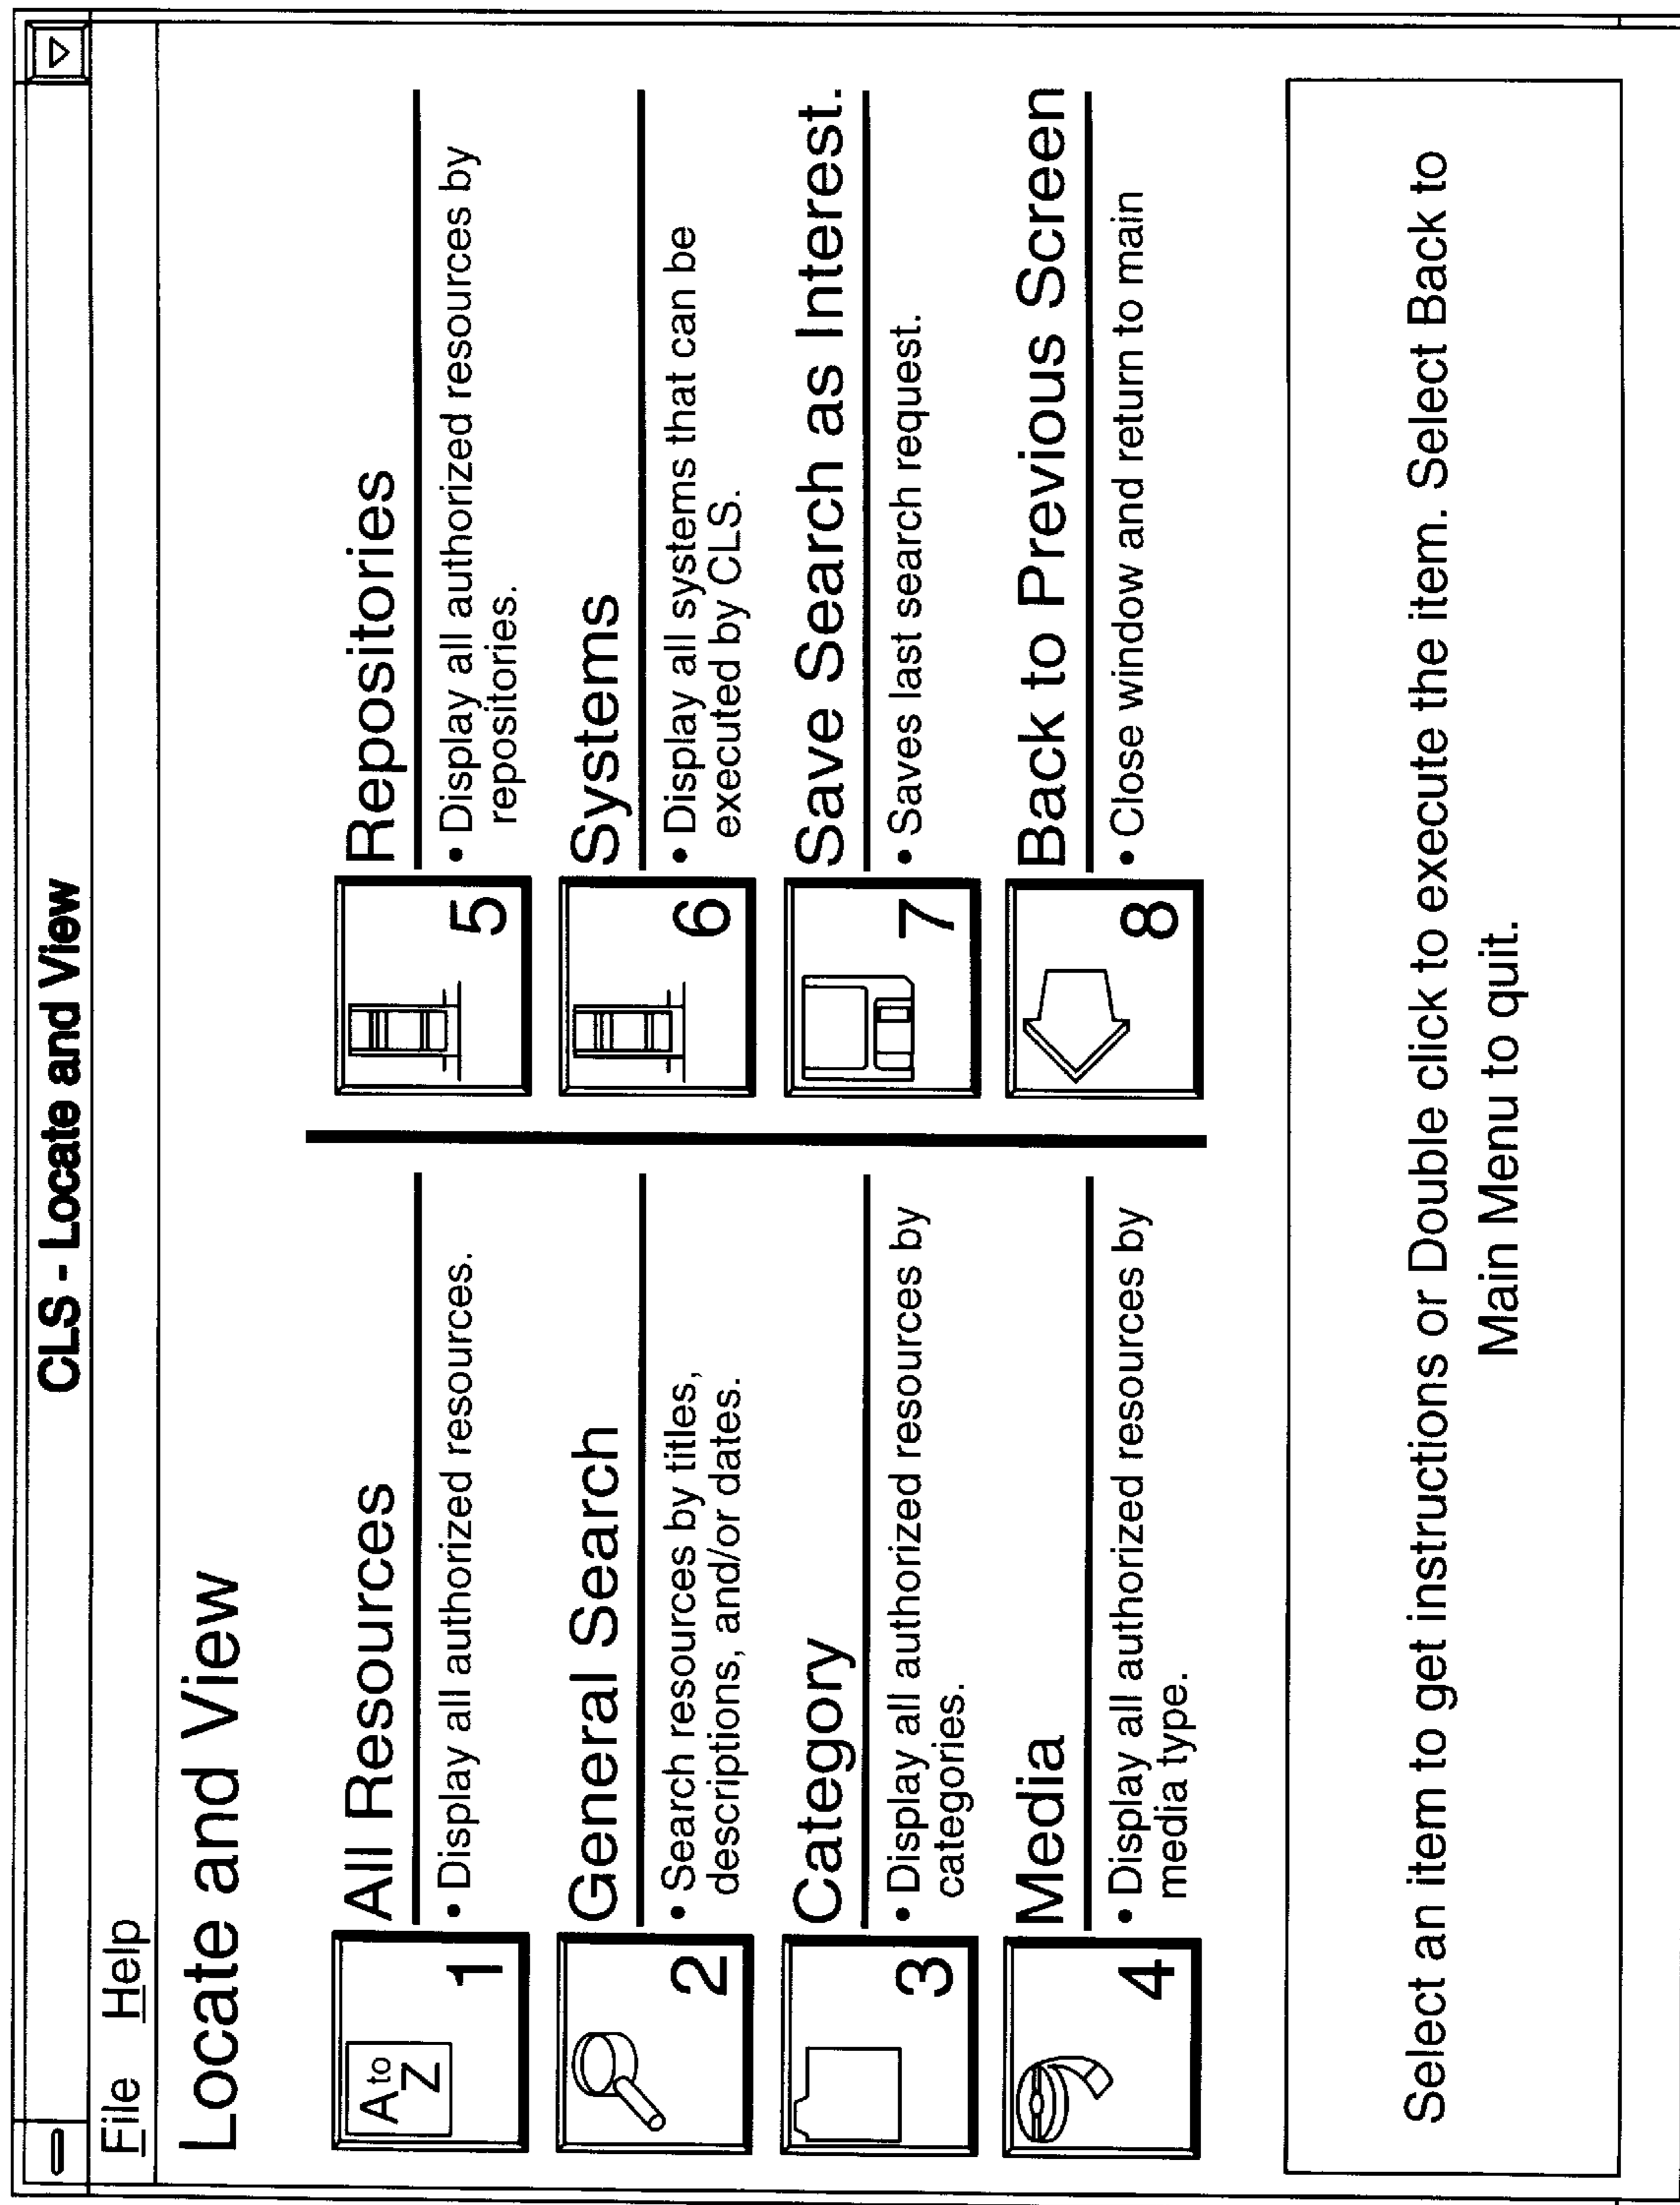 CLS - Locate and View
File Help
Locate and View
A to
Z
1
All Resources
• Display all authorized resources.
2
General Search
• Search resources by titles,
descriptions, and/or dates.
3
Category
• Display all authorized resources by
categories.
4
Media
• Display all authorized resources by
media type.
5
Repositories
• Display all authorized resources by
repositories.
6
Systems
• Display all systems that can be
executed by CLS.
7
Save Search as Interest.
• Saves last search request.
8
Back to Previous Screen
• Close window and return to main
Select an item to get instructions or Double click to execute the item. Select Back to
Main Menu to quit.